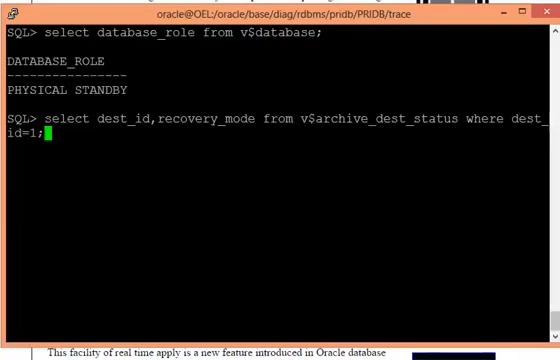 oracle@OEL:/oracle/base/diag/rdbms/pridb/PRIDB/trace
SQL> select database_role from v$database;
DATABASE_ROLE
----------------
PHYSICAL STANDBY
SQL> select dest_id,recovery_mode from v$archive_dest_status where dest_
id=1;
This facility of real time apply is a new feature introduced in Oracle database